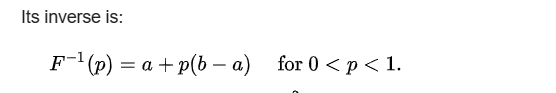 Its inverse is:
F⁻¹(p) = a + p(b − a)   for 0 < p < 1.